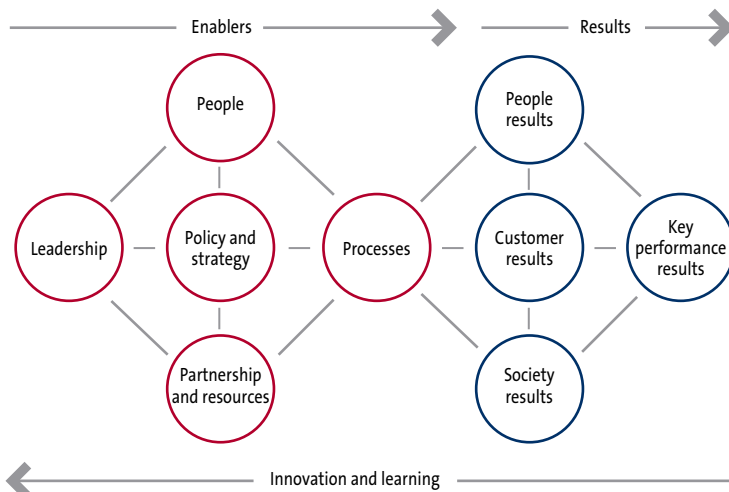 Enablers
Results
People
People
results
Leadership
Policy and
strategy
Processes
Customer
results
Key
performance
results
Partnership
and resources
Society
results
Innovation and learning